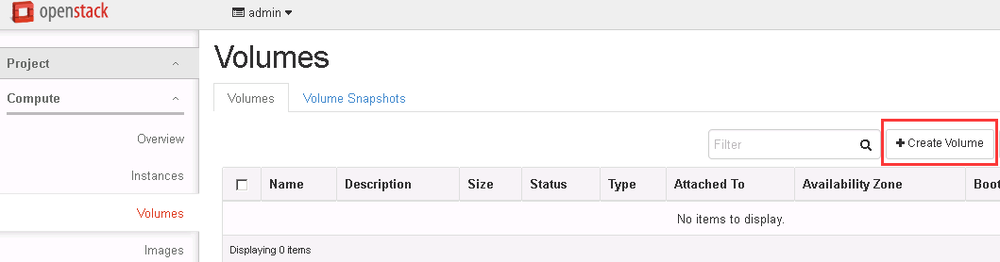 openstack
admin
Project
Compute
Overview
Instances
Volumes
Images
Volumes
Volumes Volume Snapshots
Filter + Create Volume
Name Description Size Status Type Attached To Availability Zone Boot
No items to display.
Displaying 0 items